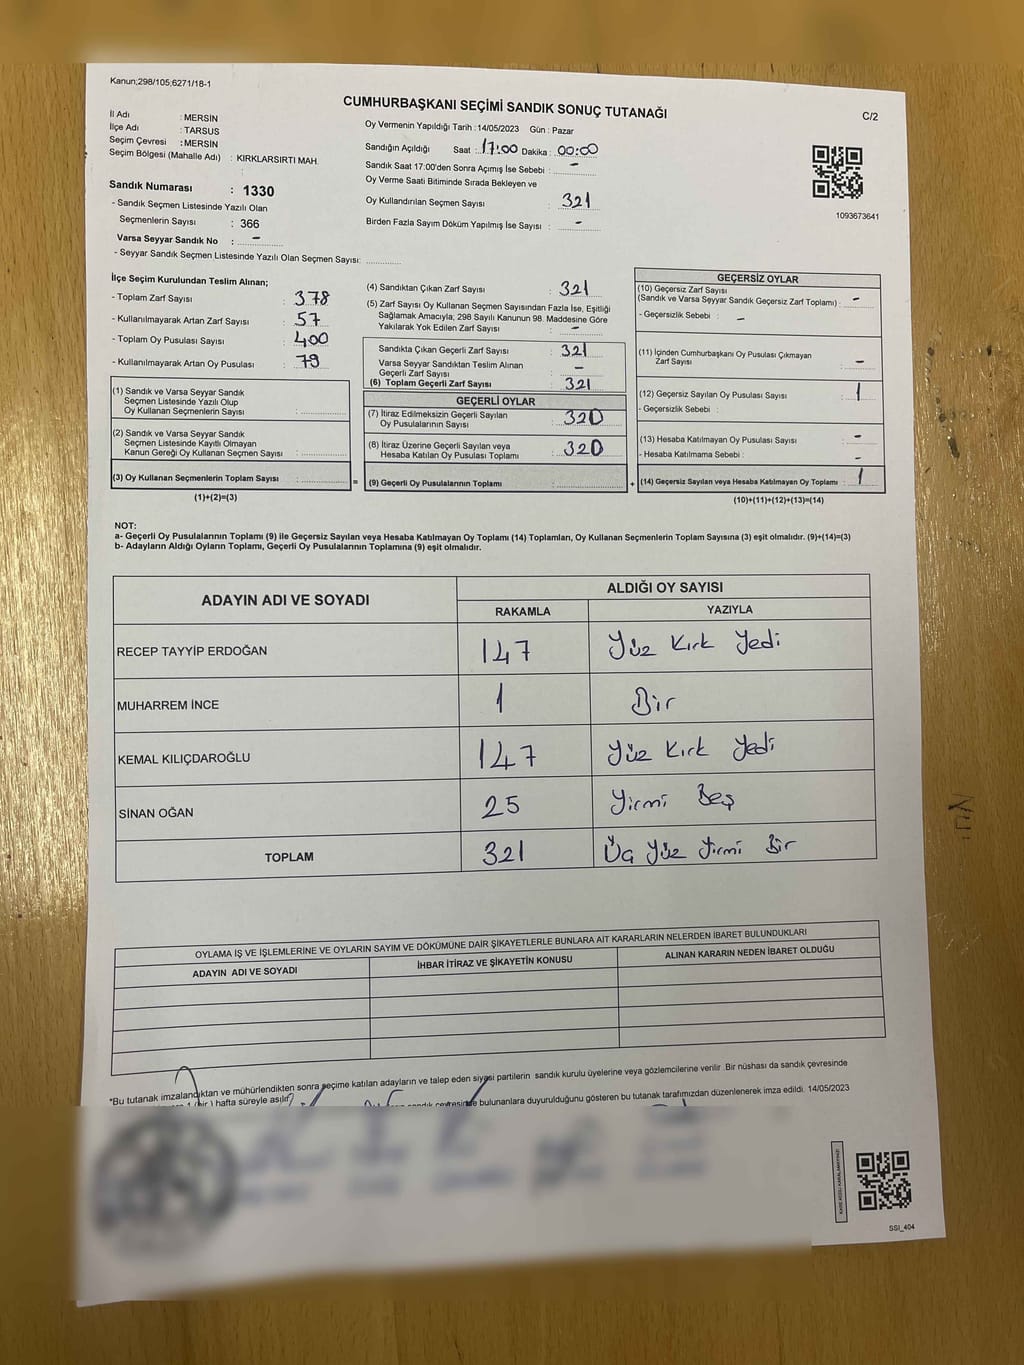 Kanun;298/105;6271/18-1
CUMHURBAŞKANI SEÇİMİ SANDIK SONUÇ TUTANAĞI
C/2
İl Adı : MERSİN
İlçe Adı : TARSUS
Seçim Çevresi : MERSİN
Seçim Bölgesi (Mahalle Adı) : KIRKLARSIRTI MAH.
Sandık Numarası : 1330
- Sandık Seçmen Listesinde Yazılı Olan
Seçmenlerin Sayısı : 366
Varsa Seyyar Sandık No : -
- Seyyar Sandık Seçmen Listesinde Yazılı Olan Seçmen Sayısı:
Oy Vermenin Yapıldığı Tarih : 14/05/2023 Gün : Pazar
Sandığın Açıldığı Saat : 17:00 Dakika : 00:00
Sandık Saat 17:00'den Sonra Açımış İse Sebebi : -
Oy Verme Saati Bitiminde Sırada Bekleyen ve
Oy Kullandırılan Seçmen Sayısı : 321
Birden Fazla Sayım Döküm Yapılmış İse Sayısı : -
1093673641
İlçe Seçim Kurulundan Teslim Alınan;
- Toplam Zarf Sayısı : 378
- Kullanılmayarak Artan Zarf Sayısı : 57
- Toplam Oy Pusulası Sayısı : 400
- Kullanılmayarak Artan Oy Pusulası : 79
(1) Sandık ve Varsa Seyyar Sandık
Seçmen Listesinde Yazılı Olup
Oy Kullanan Seçmenlerin Sayısı :
(2) Sandık ve Varsa Seyyar Sandık
Seçmen Listesinde Kayıtlı Olmayan
Kanun Gereği Oy Kullanan Seçmen Sayısı :
(3) Oy Kullanan Seçmenlerin Toplam Sayısı :
(1)+(2)=(3)
(4) Sandıktan Çıkan Zarf Sayısı : 321
(5) Zarf Sayısı Oy Kullanan Seçmen Sayısından Fazla İse, Eşitliği
Sağlamak Amacıyla; 298 Sayılı Kanunun 98. Maddesine Göre
Yakılarak Yok Edilen Zarf Sayısı : -
Sandıkta Çıkan Geçerli Zarf Sayısı : 321
Varsa Seyyar Sandıktan Teslim Alınan
Geçerli Zarf Sayısı : -
(6) Toplam Geçerli Zarf Sayısı : 321
GEÇERLİ OYLAR
(7) İtiraz Edilmeksizin Geçerli Sayılan
Oy Pusulalarının Sayısı : 320
(8) İtiraz Üzerine Geçerli Sayılan veya
Hesaba Katılan Oy Pusulası Toplamı : 320
= (9) Geçerli Oy Pusulalarının Toplamı :
GEÇERSİZ OYLAR
(10) Geçersiz Zarf Sayısı
(Sandık ve Varsa Seyyar Sandık Geçersiz Zarf Toplamı) : -
- Geçersizlik Sebebi : -
(11) İçinden Cumhurbaşkanı Oy Pusulası Çıkmayan
Zarf Sayısı : -
(12) Geçersiz Sayılan Oy Pusulası Sayısı : 1
- Geçersizlik Sebebi :
(13) Hesaba Katılmayan Oy Pusulası Sayısı : -
- Hesaba Katılmama Sebebi : -
+ (14) Geçersiz Sayılan veya Hesaba Katılmayan Oy Toplamı : 1
(10)+(11)+(12)+(13)=(14)
NOT:
a- Geçerli Oy Pusulalarının Toplamı (9) ile Geçersiz Sayılan veya Hesaba Katılmayan Oy Toplamı (14) Toplamları, Oy Kullanan Seçmenlerin Toplam Sayısına (3) eşit olmalıdır. (9)+(14)=(3)
b- Adayların Aldığı Oyların Toplamı, Geçerli Oy Pusulalarının Toplamına (9) eşit olmalıdır.
ADAYIN ADI VE SOYADI ALDIĞI OY SAYISI
RAKAMLA YAZIYLA
RECEP TAYYİP ERDOĞAN 147 Yüz Kırk Yedi
MUHARREM İNCE 1 Bir
KEMAL KILIÇDAROĞLU 147 Yüz Kırk Yedi
SİNAN OĞAN 25 Yirmi Beş
TOPLAM 321 Üç Yüz Yirmi Bir
OYLAMA İŞ VE İŞLEMLERİNE VE OYLARIN SAYIM VE DÖKÜMÜNE DAİR ŞİKAYETLERLE BUNLARA AİT KARARLARIN NELERDEN İBARET BULUNDUKLARI
ADAYIN ADI VE SOYADI İHBAR İTİRAZ VE ŞİKAYETİN KONUSU ALINAN KARARIN NEDEN İBARET OLDUĞU
*Bu tutanak imzalandıktan ve mühürlendikten sonra seçime katılan adayların ve talep eden siyasi partilerin sandık kurulu üyelerine veya gözlemcilerine verilir .Bir nüshası da sandık çevresinde
1 (bir ) hafta süreyle asılır. sandık çevresinde bulunanlara duyurulduğunu gösteren bu tutanak tarafımızdan düzenlenerek imza edildi. 14/05/2023
SSI_404